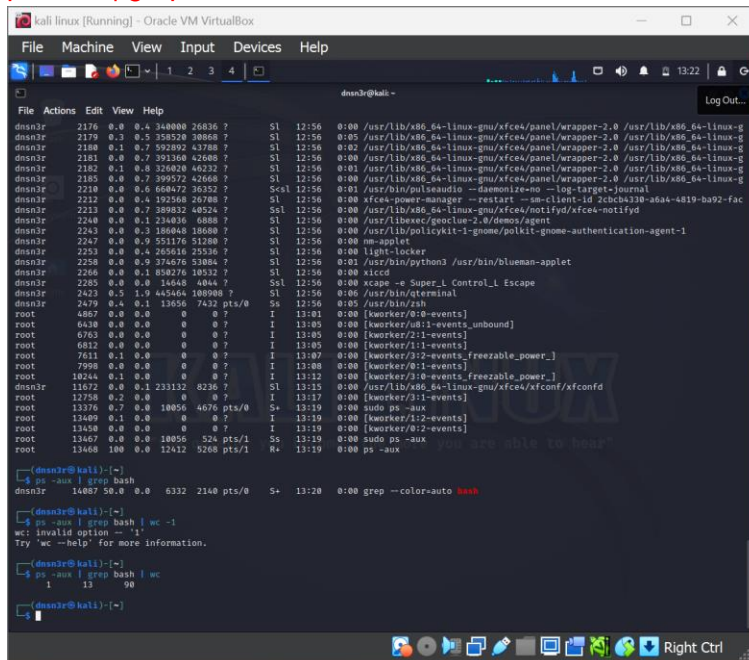 kali linux [Running] - Oracle VM VirtualBox
File Machine View Input Devices Help
1 2 3 4 13:22
dnsn3r@kali: ~
Log Out...
File Actions Edit View Help
dnsn3r 2176 0.0 0.4 340000 26836 ? Sl 12:56 0:00 /usr/lib/x86_64-linux-gnu/xfce4/panel/wrapper-2.0 /usr/lib/x86_64-linux-g
dnsn3r 2179 0.3 0.5 358520 30868 ? Sl 12:56 0:05 /usr/lib/x86_64-linux-gnu/xfce4/panel/wrapper-2.0 /usr/lib/x86_64-linux-g
dnsn3r 2180 0.1 0.7 592892 43788 ? Sl 12:56 0:02 /usr/lib/x86_64-linux-gnu/xfce4/panel/wrapper-2.0 /usr/lib/x86_64-linux-g
dnsn3r 2181 0.0 0.7 391360 42608 ? Sl 12:56 0:00 /usr/lib/x86_64-linux-gnu/xfce4/panel/wrapper-2.0 /usr/lib/x86_64-linux-g
dnsn3r 2182 0.1 0.8 326020 46232 ? Sl 12:56 0:01 /usr/lib/x86_64-linux-gnu/xfce4/panel/wrapper-2.0 /usr/lib/x86_64-linux-g
dnsn3r 2185 0.0 0.7 399572 42668 ? Sl 12:56 0:00 /usr/lib/x86_64-linux-gnu/xfce4/panel/wrapper-2.0 /usr/lib/x86_64-linux-g
dnsn3r 2210 0.0 0.6 660472 36352 ? S<sl 12:56 0:01 /usr/bin/pulseaudio --daemonize=no --log-target=journal
dnsn3r 2212 0.0 0.4 192568 26708 ? Sl 12:56 0:00 xfce4-power-manager --restart --sm-client-id 2cbcb4330-a6a4-4819-ba92-fac
dnsn3r 2213 0.0 0.7 389832 40524 ? Ssl 12:56 0:00 /usr/lib/x86_64-linux-gnu/xfce4/notifyd/xfce4-notifyd
dnsn3r 2240 0.0 0.1 234036 6888 ? Sl 12:56 0:00 /usr/libexec/geoclue-2.0/demos/agent
dnsn3r 2243 0.0 0.3 186048 18680 ? Sl 12:56 0:00 /usr/lib/policykit-1-gnome/polkit-gnome-authentication-agent-1
dnsn3r 2247 0.0 0.9 551176 51280 ? Sl 12:56 0:00 nm-applet
dnsn3r 2253 0.0 0.4 265616 25536 ? Sl 12:56 0:00 light-locker
dnsn3r 2258 0.0 0.9 374676 53084 ? Sl 12:56 0:01 /usr/bin/python3 /usr/bin/blueman-applet
dnsn3r 2266 0.0 0.1 850276 10532 ? Sl 12:56 0:00 xiccd
dnsn3r 2285 0.0 0.0 14648 4044 ? Ssl 12:56 0:00 xcape -e Super_L Control_L Escape
dnsn3r 2423 0.5 1.9 445464 108908 ? Sl 12:56 0:06 /usr/bin/qterminal
dnsn3r 2479 0.4 0.1 13656 7432 pts/0 Ss 12:56 0:05 /usr/bin/zsh
root 4867 0.0 0.0 0 0 ? I 13:01 0:00 [kworker/0:0-events]
root 6430 0.0 0.0 0 0 ? I 13:05 0:00 [kworker/u8:1-events_unbound]
root 6763 0.0 0.0 0 0 ? I 13:05 0:00 [kworker/2:1-events]
root 6812 0.0 0.0 0 0 ? I 13:05 0:00 [kworker/1:1-events]
root 7611 0.1 0.0 0 0 ? I 13:07 0:00 [kworker/3:2-events_freezable_power_]
root 7998 0.0 0.0 0 0 ? I 13:08 0:00 [kworker/0:1-events]
root 10244 0.1 0.0 0 0 ? I 13:12 0:00 [kworker/3:0-events_freezable_power_]
dnsn3r 11672 0.0 0.1 233132 8236 ? Sl 13:15 0:00 /usr/lib/x86_64-linux-gnu/xfce4/xfconf/xfconfd
root 12758 0.2 0.0 0 0 ? I 13:17 0:00 [kworker/3:1-events]
root 13376 0.7 0.0 10056 4676 pts/0 S+ 13:19 0:00 sudo ps -aux
root 13409 0.1 0.0 0 0 ? I 13:19 0:00 [kworker/1:2-events]
root 13450 0.0 0.0 0 0 ? I 13:19 0:00 [kworker/0:2-events]
root 13467 0.0 0.0 10056 524 pts/1 Ss 13:19 0:00 sudo ps -aux
root 13468 100 0.0 12412 5268 pts/1 R+ 13:19 0:00 ps -aux
┌──(dnsn3r㉿kali)-[~]
└─$ ps -aux | grep bash
dnsn3r 14087 50.0 0.0 6332 2140 pts/0 S+ 13:20 0:00 grep --color=auto bash
┌──(dnsn3r㉿kali)-[~]
└─$ ps -aux | grep bash | wc -1
wc: invalid option -- '1'
Try 'wc --help' for more information.
┌──(dnsn3r㉿kali)-[~]
└─$ ps -aux | grep bash | wc
1 13 90
┌──(dnsn3r㉿kali)-[~]
└─$
Right Ctrl